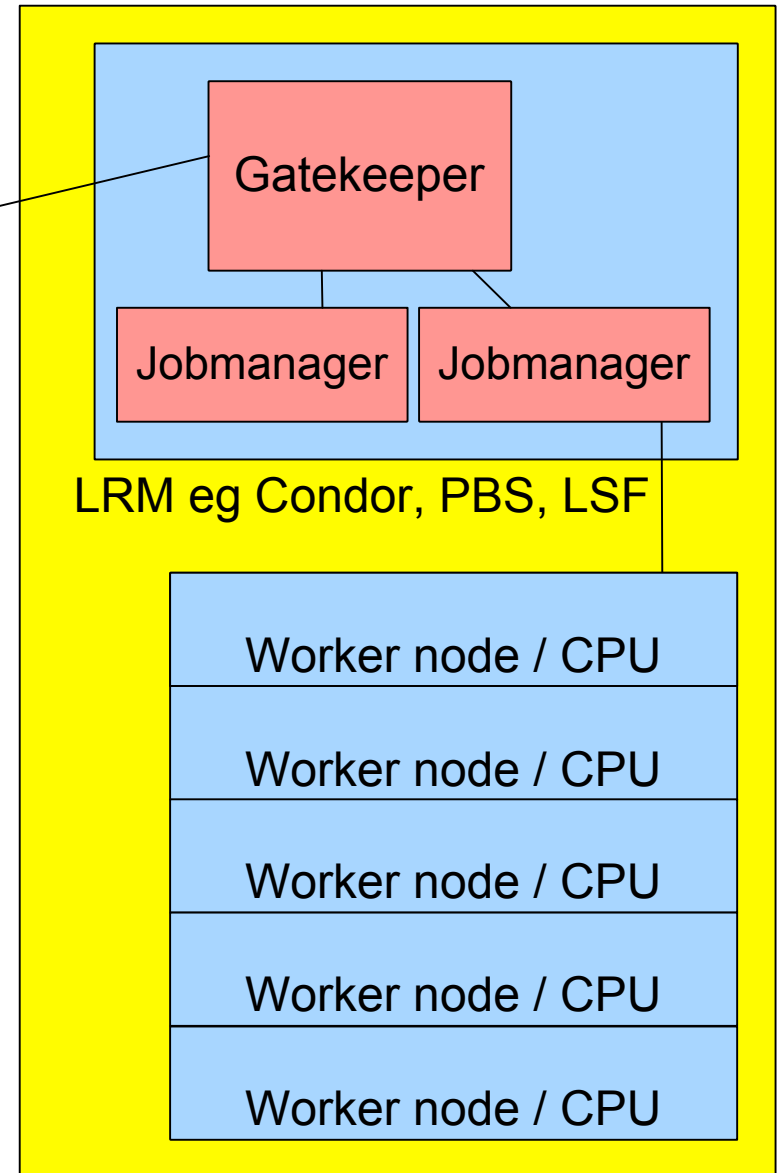 Gatekeeper
Jobmanager Jobmanager
LRM eg Condor, PBS, LSF
Worker node / CPU
Worker node / CPU
Worker node / CPU
Worker node / CPU
Worker node / CPU